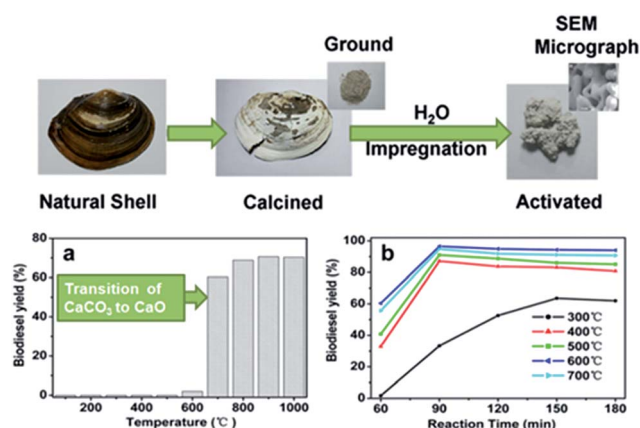 SEM
Micrograph
Ground
H₂O
Impregnation
Natural Shell
Calcined
Activated
a
Transition of
CaCO₃ to CaO
Biodiesel yield (%)
80
60
40
20
0
200 400 600 800 1000
Temperature (℃)
b
Biodiesel yield (%)
100
80
60
40
20
0
300℃
400℃
500℃
600℃
700℃
60 90 120 150 180
Reaction Time (min)